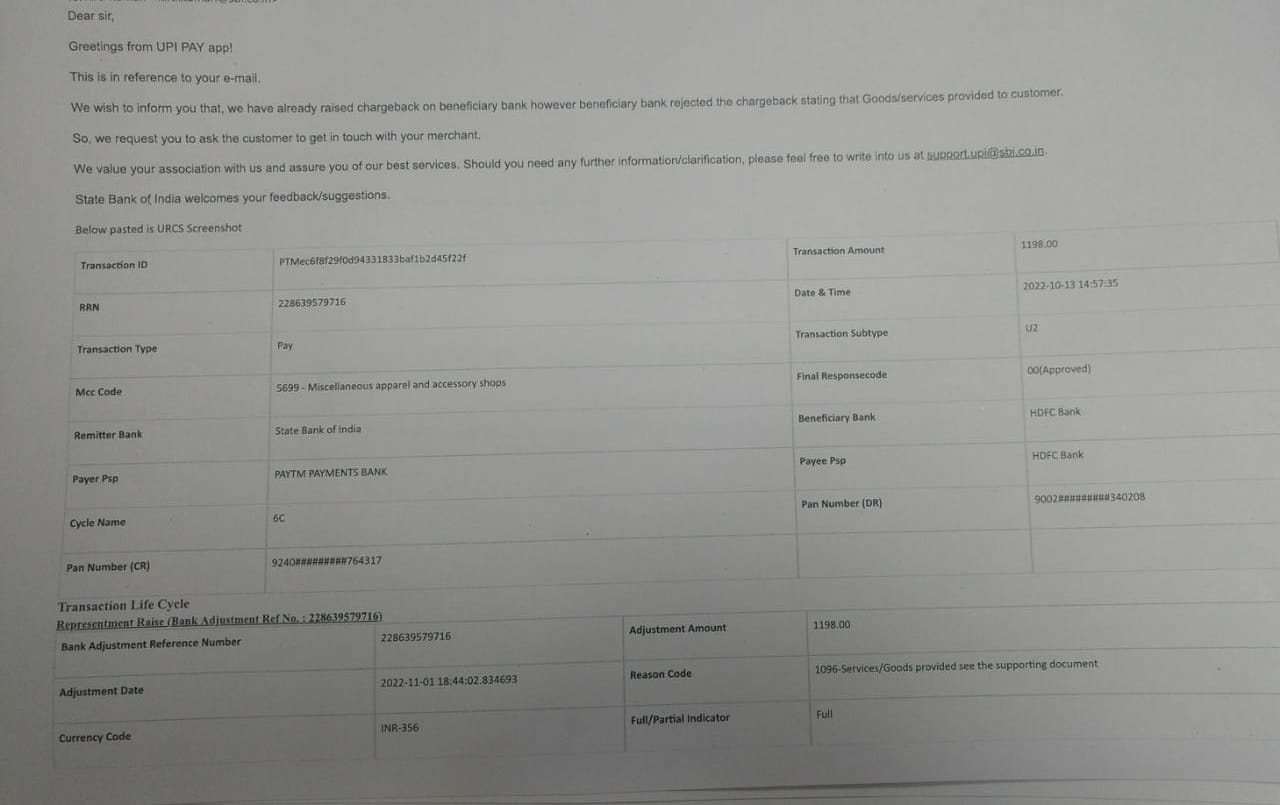 Dear sir,
Greetings from UPI PAY app!
This is in reference to your e-mail.
We wish to inform you that, we have already raised chargeback on beneficiary bank however beneficiary bank rejected the chargeback stating that Goods/services provided to customer.
So, we request you to ask the customer to get in touch with your merchant.
We value your association with us and assure you of our best services. Should you need any further information/clarification, please feel free to write into us at support.upi@sbi.co.in.
State Bank of India welcomes your feedback/suggestions.
Below pasted is URCS Screenshot
Transaction ID PTMec6f8f29f0d94331833baf1b2d45f22f Transaction Amount 1198.00
RRN 228639579716 Date & Time 2022-10-13 14:57:35
Transaction Type Pay Transaction Subtype U2
Mcc Code 5699 - Miscellaneous apparel and accessory shops Final Responsecode 00(Approved)
Remitter Bank State Bank of India Beneficiary Bank HDFC Bank
Payer Psp PAYTM PAYMENTS BANK Payee Psp HDFC Bank
Cycle Name 6C Pan Number (DR) 9002#########340208
Pan Number (CR) 9240#########764317
Transaction Life Cycle
Representment Raise (Bank Adjustment Ref No. : 228639579716)
Bank Adjustment Reference Number 228639579716 Adjustment Amount 1198.00
Adjustment Date 2022-11-01 18:44:02.834693 Reason Code 1096-Services/Goods provided see the supporting document
Currency Code INR-356 Full/Partial Indicator Full